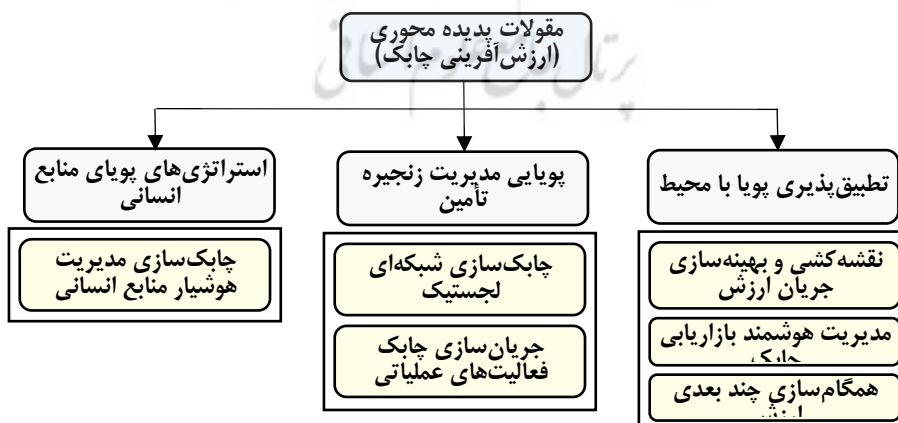 مقولات پدیده محوری
(ارزش‌آفرینی چابک)
تطبیق‌پذیری پویا با محیط
پویایی مدیریت زنجیره
تأمین
استراتژی‌های پویای منابع
انسانی
نقشه‌کشی و بهینه‌سازی
جریان ارزش
مدیریت هوشمند بازاریابی
چابک
همگام‌سازی چند بعدی
ارزش
چابک‌سازی شبکه‌ای
لجستیک
جریان‌سازی چابک
فعالیت‌های عملیاتی
چابک‌سازی مدیریت
هوشیار منابع انسانی